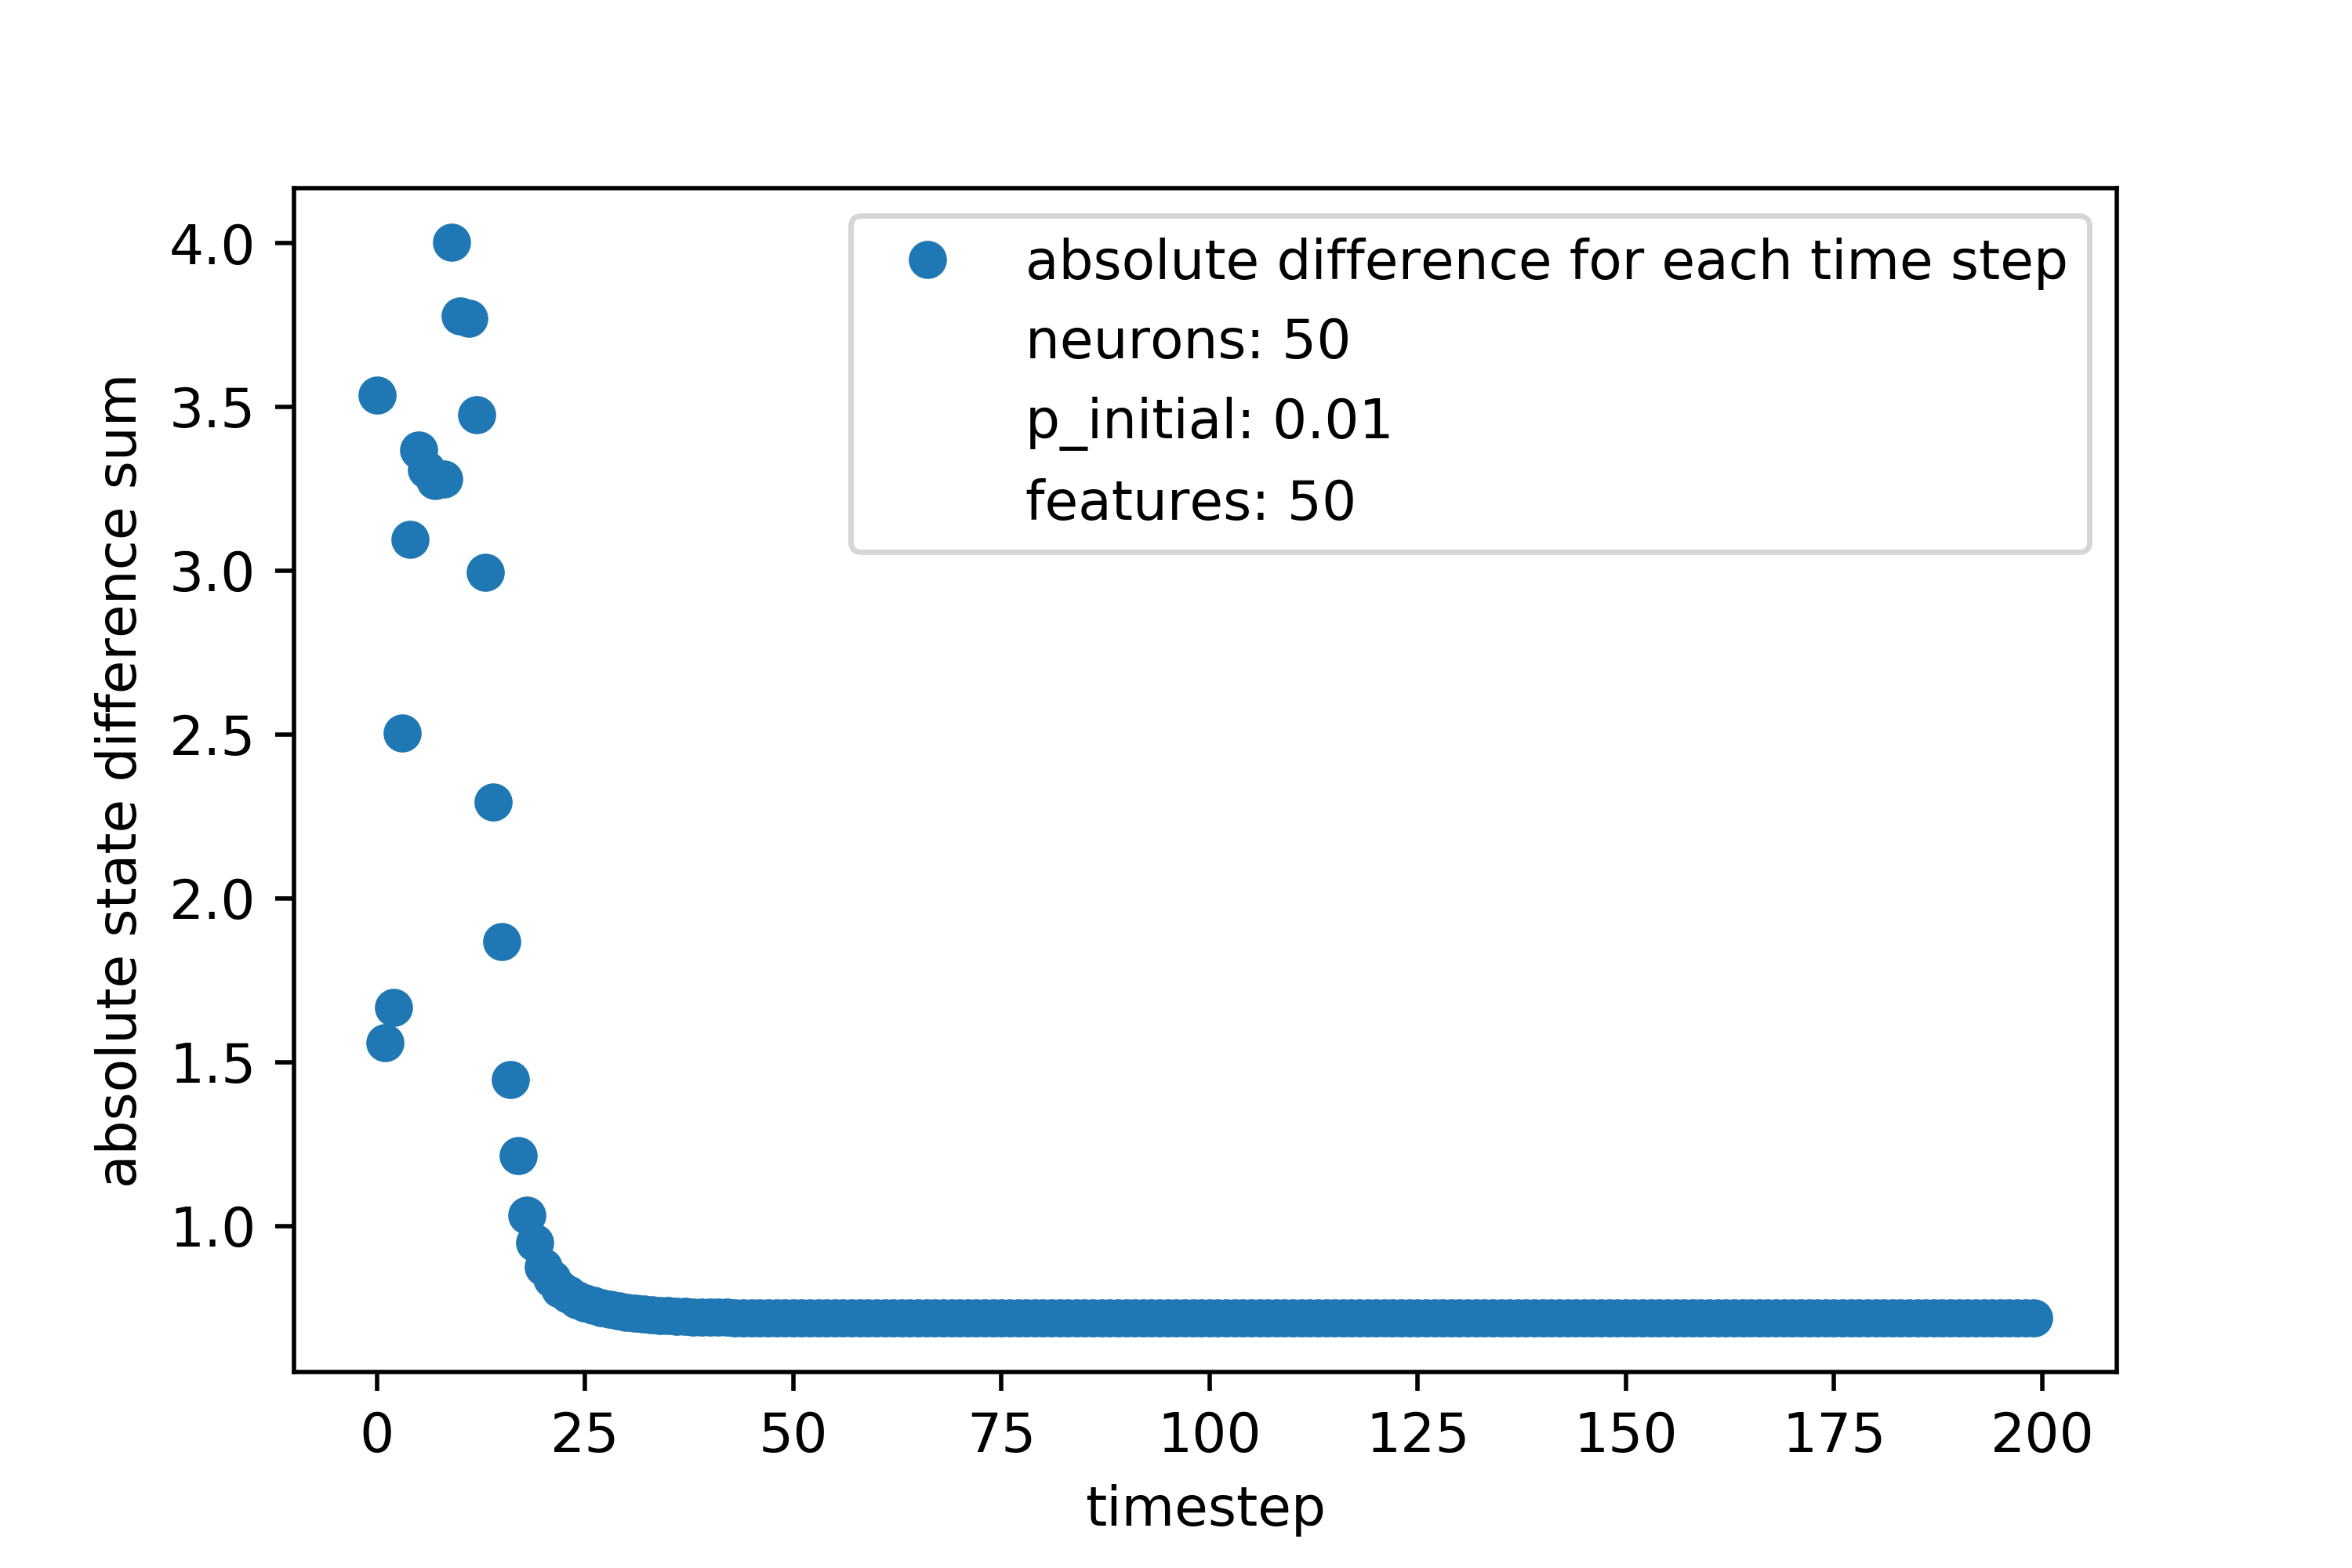 absolute difference for each time step
neurons: 50
p_initial: 0.01
features: 50
absolute state difference sum
4.0
3.5
3.0
2.5
2.0
1.5
1.0
0 25 50 75 100 125 150 175 200
timestep